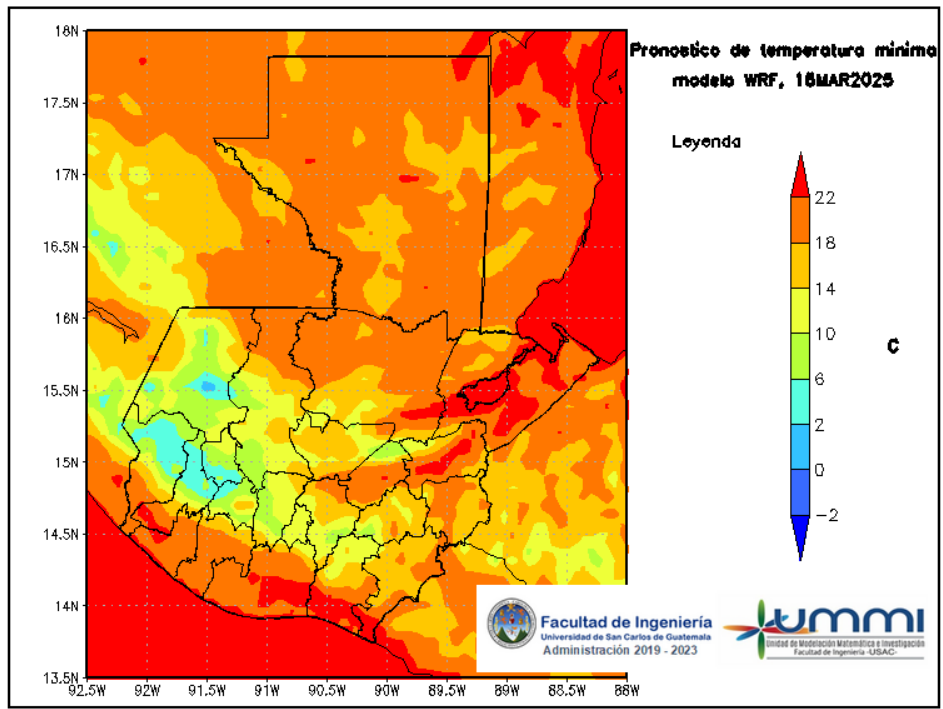 18N
17.5N
17N
16.5N
16N
15.5N
15N
14.5N
14N
13.5N
92.5W 92W 91.5W 91W 90.5W 90W 89.5W 89W 88.5W 88W
Pronostico de temperatura minima
modelo WRF, 15MAR2025
Leyenda
22
18
14
10
6
2
0
-2
C
Facultad de Ingeniería
Universidad de San Carlos de Guatemala
Administración 2019 - 2023
UMMI
Unidad de Modelación Matemática e Investigación
Facultad de Ingeniería -USAC-